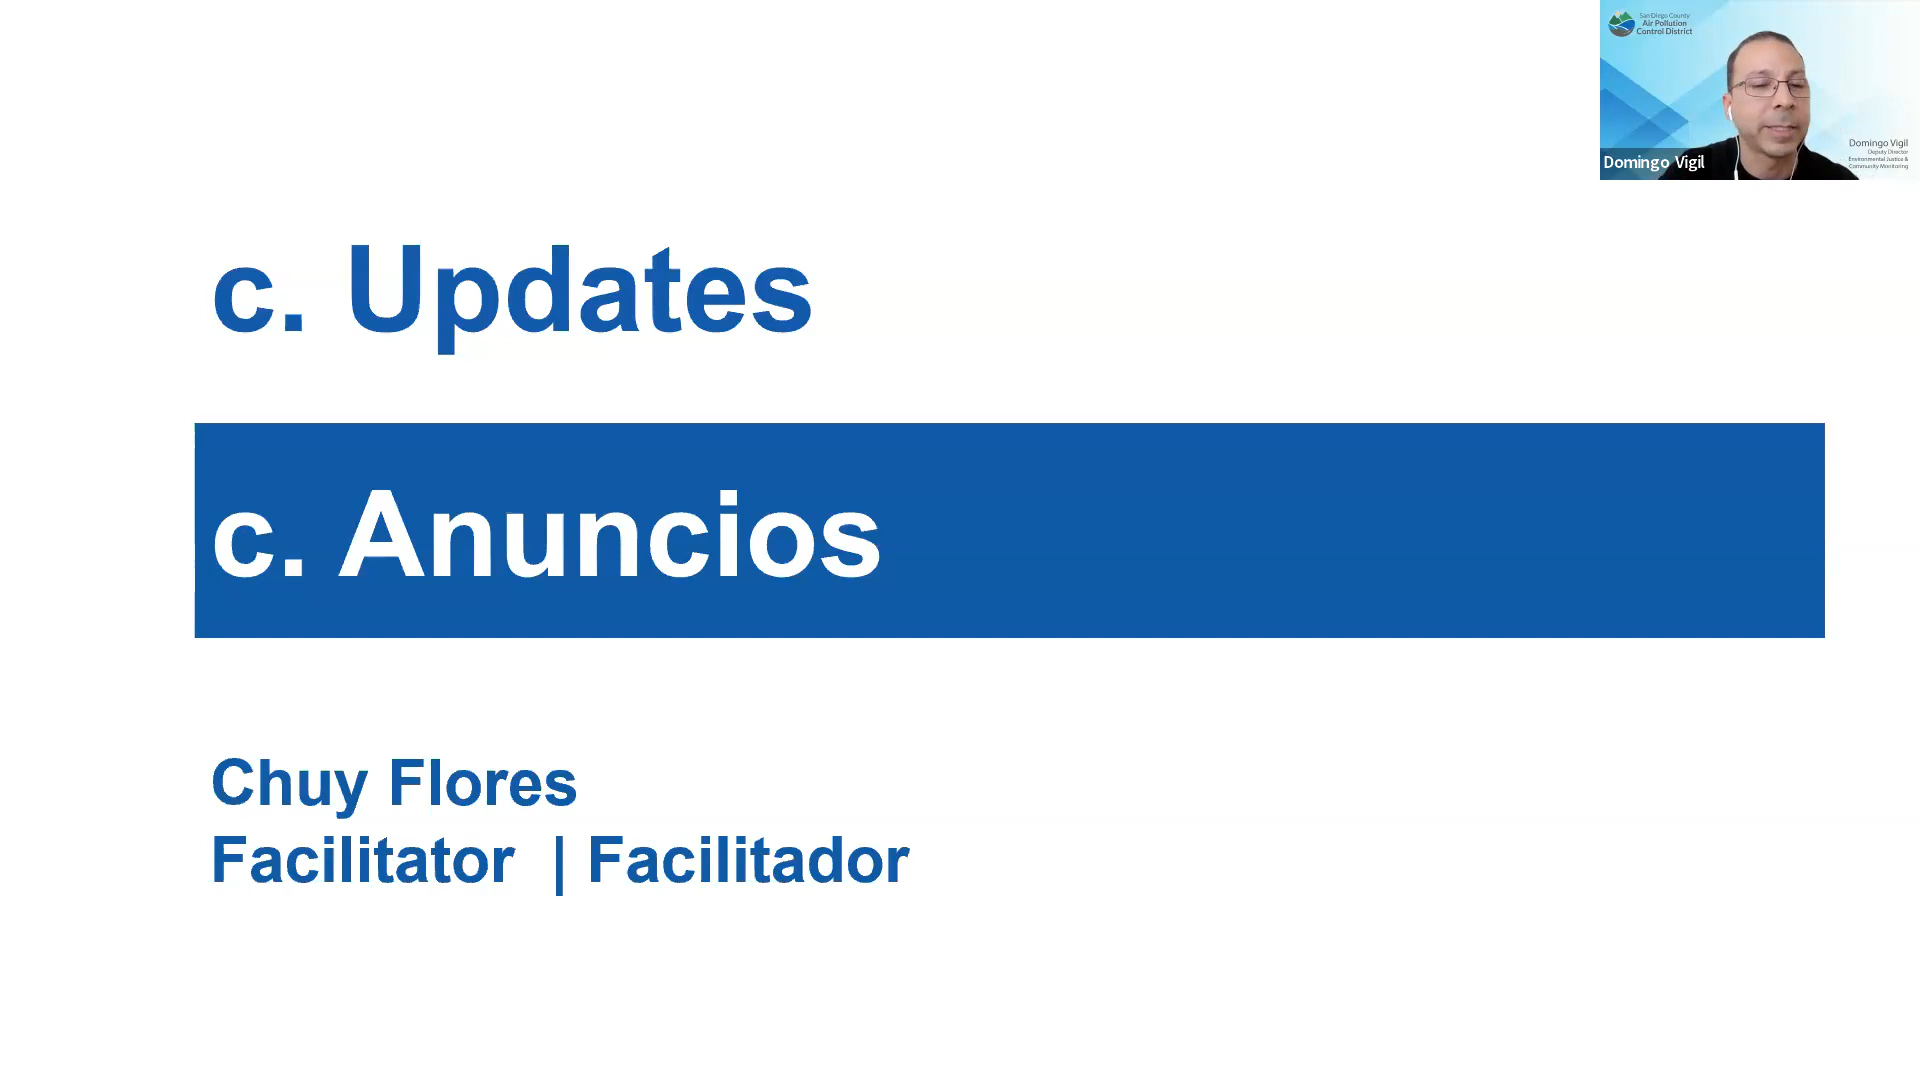 San Diego County
Air Pollution
Control District
Domingo Vigil
Deputy Director
Environmental Justice &
Community Monitoring
Domingo Vigil
c. Updates
c. Anuncios
Chuy Flores
Facilitator | Facilitador